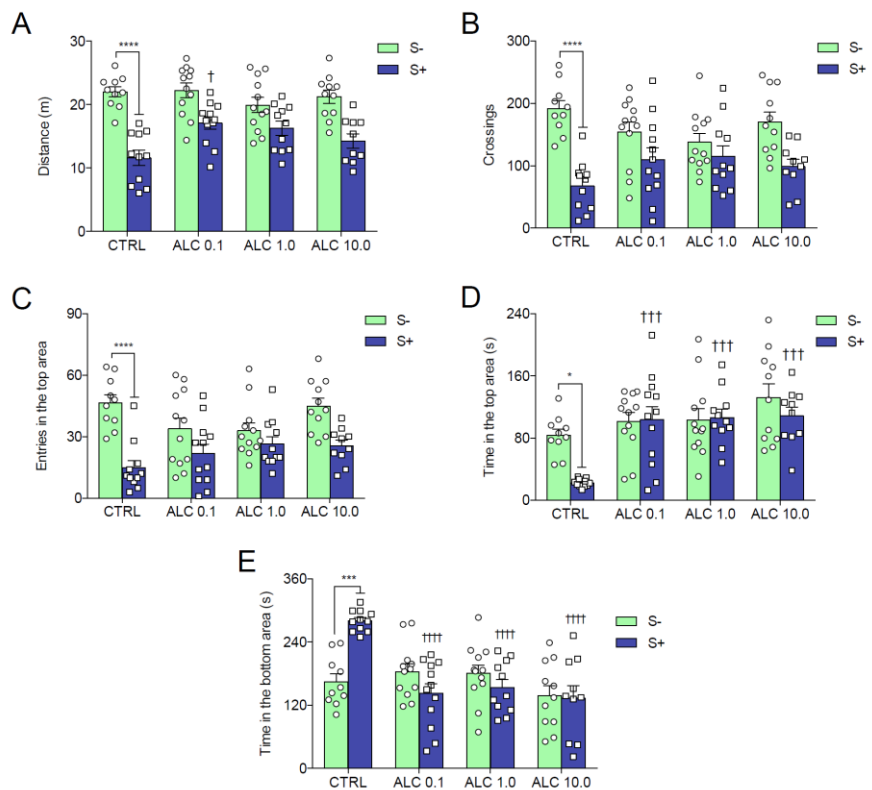 A
Distance (m)
30
20
10
0
****
†
S-
S+
CTRL
ALC 0.1
ALC 1.0
ALC 10.0
B
Crossings
300
200
100
0
****
S-
S+
CTRL
ALC 0.1
ALC 1.0
ALC 10.0
C
Entries in the top area
90
60
30
0
****
S-
S+
CTRL
ALC 0.1
ALC 1.0
ALC 10.0
D
Time in the top area (s)
240
160
80
0
*
†††
†††
†††
S-
S+
CTRL
ALC 0.1
ALC 1.0
ALC 10.0
E
Time in the bottom area (s)
360
240
120
0
***
††††
††††
††††
S-
S+
CTRL
ALC 0.1
ALC 1.0
ALC 10.0